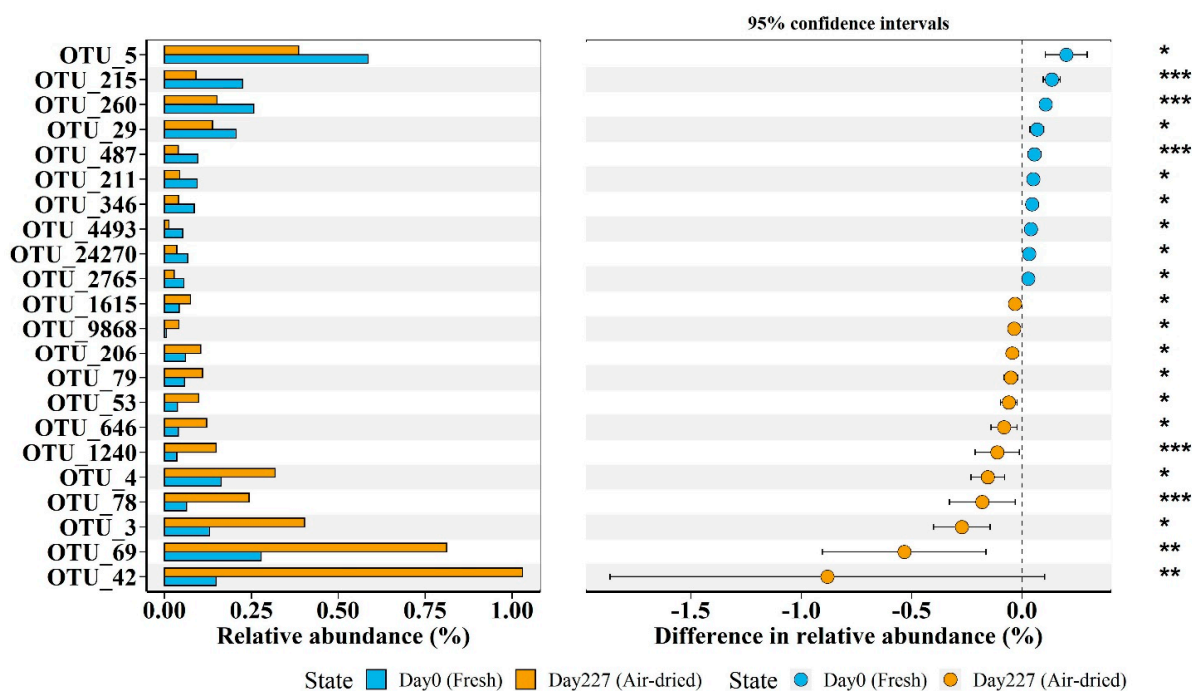 95% confidence intervals
OTU_5 *
OTU_215 ***
OTU_260 ***
OTU_29 *
OTU_487 ***
OTU_211 *
OTU_346 *
OTU_4493 *
OTU_24270 *
OTU_2765 *
OTU_1615 *
OTU_9868 *
OTU_206 *
OTU_79 *
OTU_53 *
OTU_646 *
OTU_1240 ***
OTU_4 *
OTU_78 ***
OTU_3 *
OTU_69 **
OTU_42 **
0.00 0.25 0.50 0.75 1.00 -1.5 -1.0 -0.5 0.0
Relative abundance (%) Difference in relative abundance (%)
State Day0 (Fresh) Day227 (Air-dried) State Day0 (Fresh) Day227 (Air-dried)